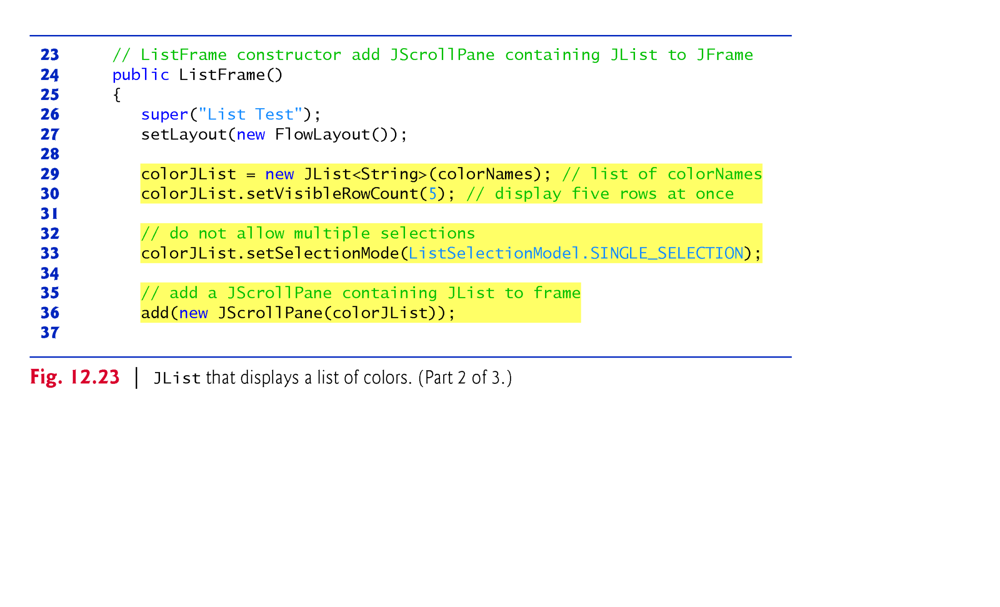 23 // ListFrame constructor add JScrollPane containing JList to JFrame
24 public ListFrame()
25 {
26 super("List Test");
27 setLayout(new FlowLayout());
28
29 colorJList = new JList<String>(colorNames); // list of colorNames
30 colorJList.setVisibleRowCount(5); // display five rows at once
31
32 // do not allow multiple selections
33 colorJList.setSelectionMode(ListSelectionModel.SINGLE_SELECTION);
34
35 // add a JScrollPane containing JList to frame
36 add(new JScrollPane(colorJList));
37
Fig. 12.23 | JList that displays a list of colors. (Part 2 of 3.)